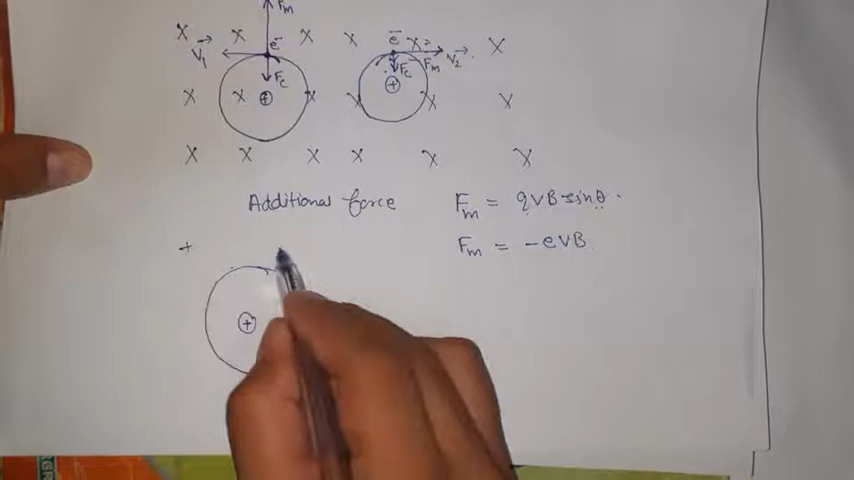 Fm
X X X X e⁻ X X
V₁→ e⁻ Fc Fm V₂→
Fc
X X + X X + X X
X X X X X X
Additional force Fm = qVB sinθ.
Fm = -eVB
+
+